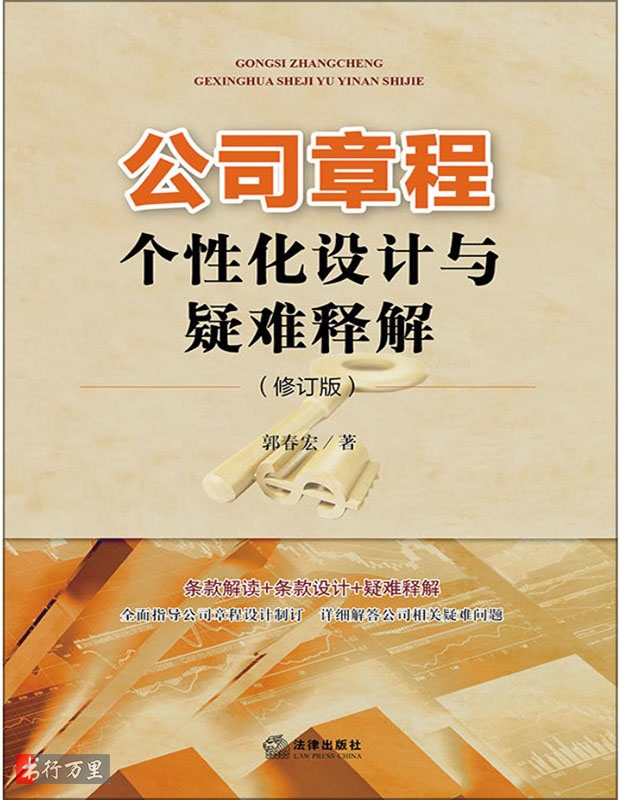 GONGSI ZHANGCHENG
GEXINGHUA SHEJI YU YINAN SHIJIE
公司章程
个性化设计与
疑难释解
（修订版）
郭春宏／著
条款解读+条款设计+疑难释解
全面指导公司章程设计制订 详细解答公司相关疑难问题
法律出版社
LAW PRESS·CHINA
书行万里